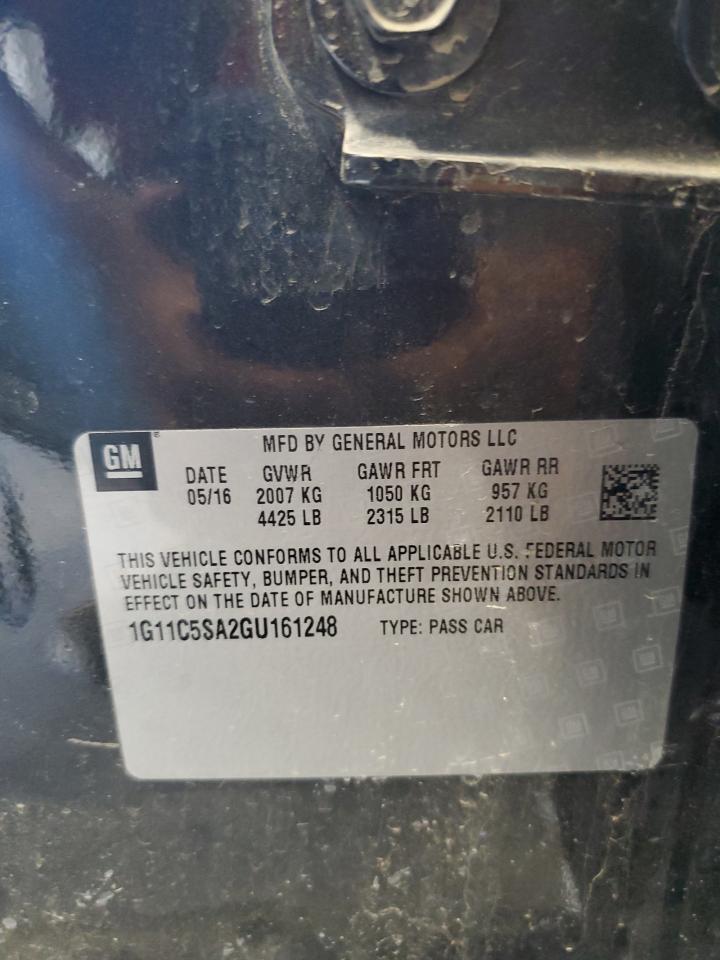 GM
MFD BY GENERAL MOTORS LLC
DATE GVWR GAWR FRT GAWR RR
05/16 2007 KG 1050 KG 957 KG
4425 LB 2315 LB 2110 LB
THIS VEHICLE CONFORMS TO ALL APPLICABLE U.S. FEDERAL MOTOR
VEHICLE SAFETY, BUMPER, AND THEFT PREVENTION STANDARDS IN
EFFECT ON THE DATE OF MANUFACTURE SHOWN ABOVE.
1G11C5SA2GU161248 TYPE: PASS CAR